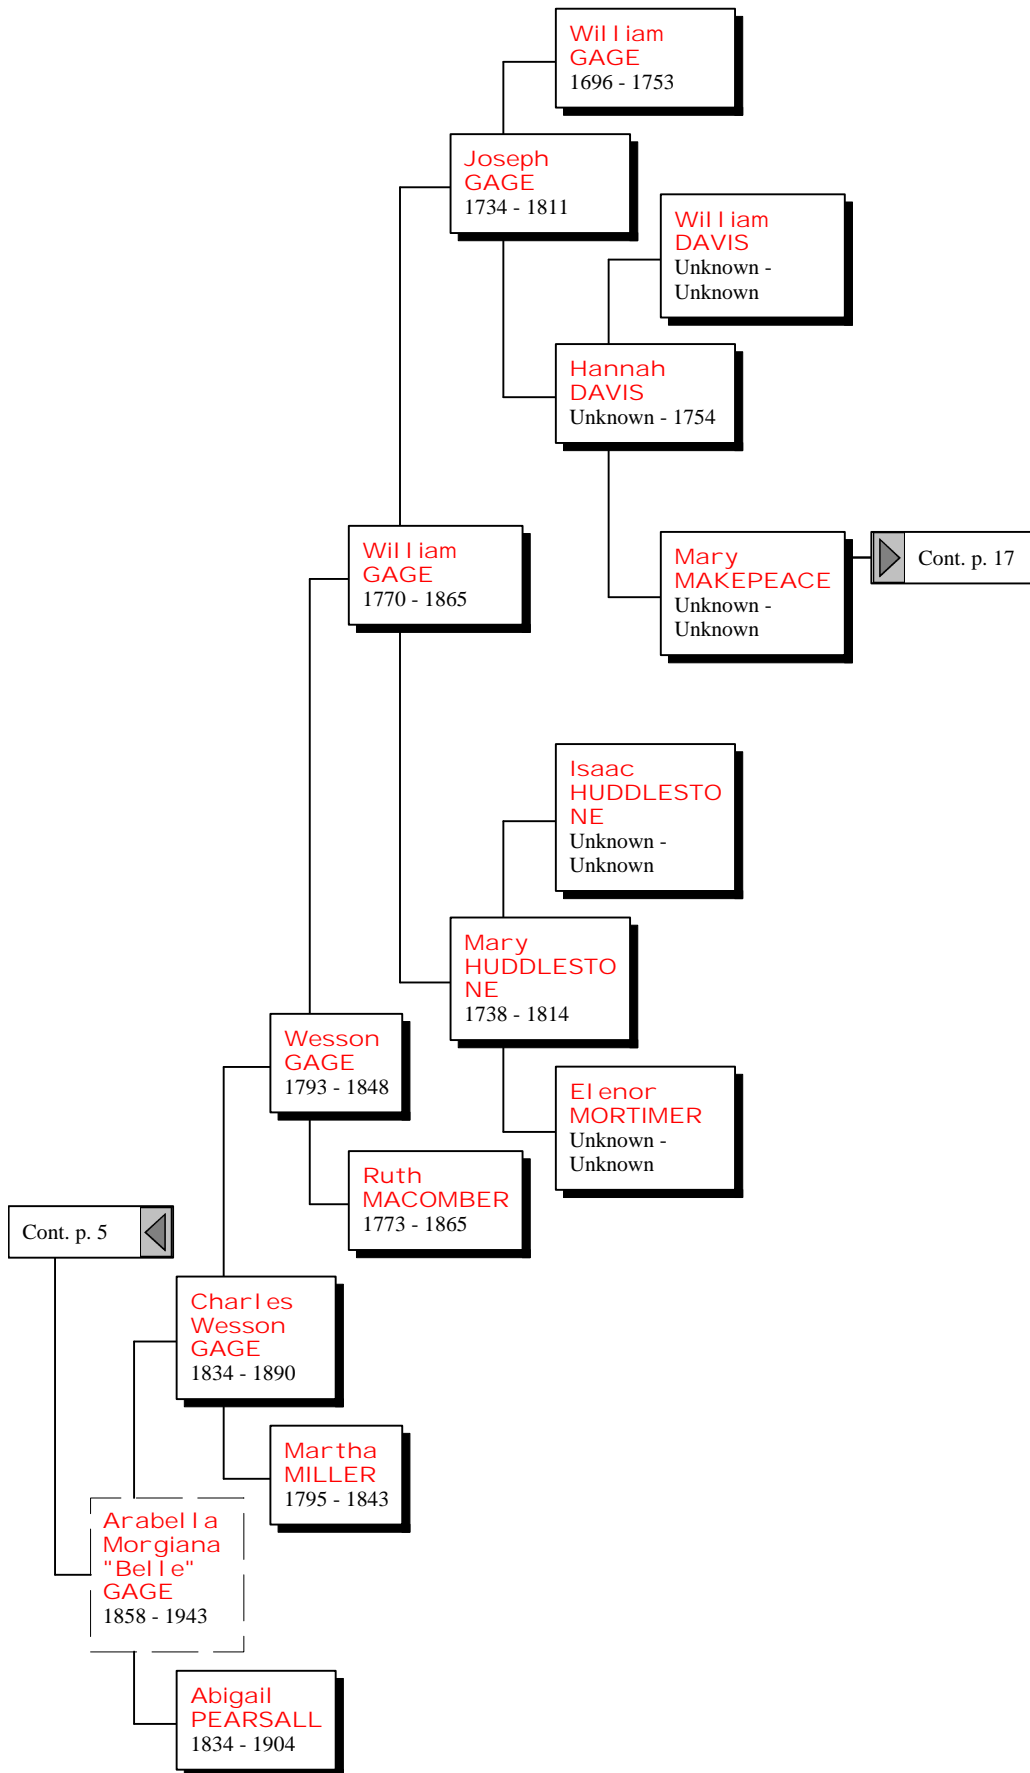 William
GAGE
1696 - 1753
Joseph
GAGE
1734 - 1811
William
DAVIS
Unknown -
Unknown
Hannah
DAVIS
Unknown - 1754
William
GAGE
1770 - 1865
Mary
MAKEPEACE
Unknown -
Unknown
Cont. p. 17
Isaac
HUDDLESTO
NE
Unknown -
Unknown
Mary
HUDDLESTO
NE
1738 - 1814
Wesson
GAGE
1793 - 1848
Elenor
MORTIMER
Unknown -
Unknown
Ruth
MACOMBER
1773 - 1865
Cont. p. 5
Charles
Wesson
GAGE
1834 - 1890
Martha
MILLER
1795 - 1843
Arabella
Morgiana
"Belle"
GAGE
1858 - 1943
Abigail
PEARSALL
1834 - 1904